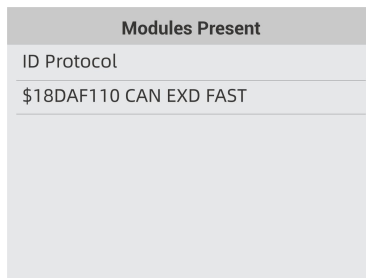 Modules Present
ID Protocol
$18DAF110 CAN EXD FAST